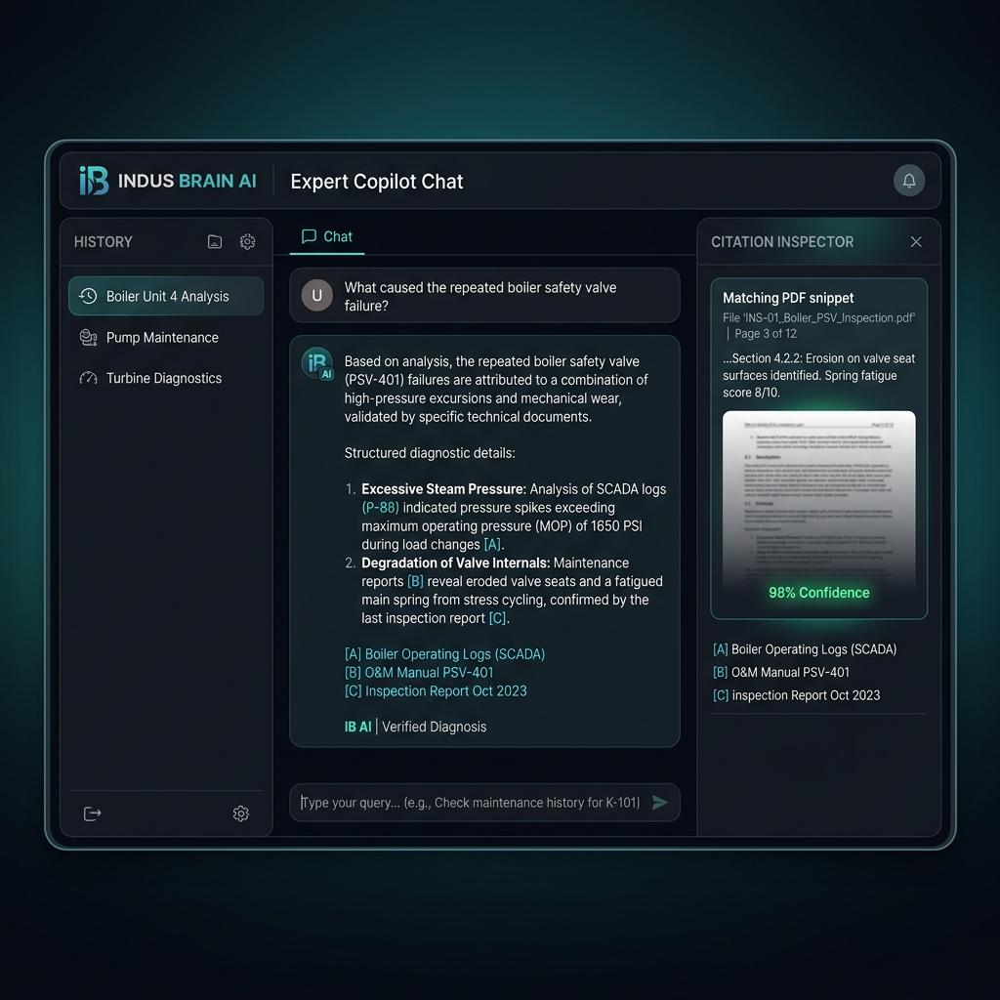 iB INDUS BRAIN AI
Expert Copilot Chat
HISTORY
Boiler Unit 4 Analysis
Pump Maintenance
Turbine Diagnostics
Chat
U
What caused the repeated boiler safety valve
failure?
iB AI
Based on analysis, the repeated boiler safety valve
(PSV-401) failures are attributed to a combination of
high-pressure excursions and mechanical wear,
validated by specific technical documents.
Structured diagnostic details:
1. Excessive Steam Pressure: Analysis of SCADA logs
(P-88) indicated pressure spikes exceeding
maximum operating pressure (MOP) of 1650 PSI
during load changes [A].
2. Degradation of Valve Internals: Maintenance
reports [B] reveal eroded valve seats and a fatigued
main spring from stress cycling, confirmed by the
last inspection report [C].
[A] Boiler Operating Logs (SCADA)
[B] O&M Manual PSV-401
[C] Inspection Report Oct 2023
IB AI | Verified Diagnosis
Type your query... (e.g., Check maintenance history for K-101)
CITATION INSPECTOR
Matching PDF snippet
File 'INS-01_Boller_PSV_Inspection.pdf'
| Page 3 of 12
...Section 4.2.2: Erosion on valve seat
surfaces identified. Spring fatigue
score 8/10.
98% Confidence
[A] Boiler Operating Logs (SCADA)
[B] O&M Manual PSV-401
[C] inspection Report Oct 2023